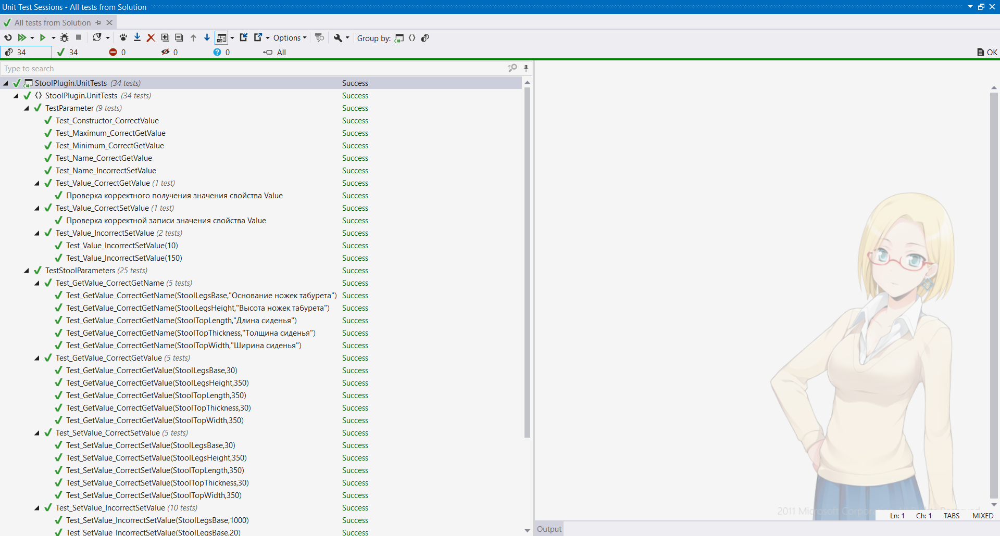 Unit Test Sessions - All tests from Solution
All tests from Solution
Options
Group by:
34
34
0
0
0
All
OK
Type to search
StoolPlugin.UnitTests (34 tests) Success
StoolPlugin.UnitTests (34 tests) Success
TestParameter (9 tests) Success
Test_Constructor_CorrectValue Success
Test_Maximum_CorrectGetValue Success
Test_Minimum_CorrectGetValue Success
Test_Name_CorrectGetValue Success
Test_Name_IncorrectSetValue Success
Test_Value_CorrectGetValue (1 test) Success
Проверка корректного получения значения свойства Value Success
Test_Value_CorrectSetValue (1 test) Success
Проверка корректной записи значения свойства Value Success
Test_Value_IncorrectSetValue (2 tests) Success
Test_Value_IncorrectSetValue(10) Success
Test_Value_IncorrectSetValue(150) Success
TestStoolParameters (25 tests) Success
Test_GetValue_CorrectGetName (5 tests) Success
Test_GetValue_CorrectGetName(StoolLegsBase,"Основание ножек табурета") Success
Test_GetValue_CorrectGetName(StoolLegsHeight,"Высота ножек табурета") Success
Test_GetValue_CorrectGetName(StoolTopLength,"Длина сиденья") Success
Test_GetValue_CorrectGetName(StoolTopThickness,"Толщина сиденья") Success
Test_GetValue_CorrectGetName(StoolTopWidth,"Ширина сиденья") Success
Test_GetValue_CorrectGetValue (5 tests) Success
Test_GetValue_CorrectGetValue(StoolLegsBase,30) Success
Test_GetValue_CorrectGetValue(StoolLegsHeight,350) Success
Test_GetValue_CorrectGetValue(StoolTopLength,350) Success
Test_GetValue_CorrectGetValue(StoolTopThickness,30) Success
Test_GetValue_CorrectGetValue(StoolTopWidth,350) Success
Test_SetValue_CorrectSetValue (5 tests) Success
Test_SetValue_CorrectSetValue(StoolLegsBase,30) Success
Test_SetValue_CorrectSetValue(StoolLegsHeight,350) Success
Test_SetValue_CorrectSetValue(StoolTopLength,350) Success
Test_SetValue_CorrectSetValue(StoolTopThickness,30) Success
Test_SetValue_CorrectSetValue(StoolTopWidth,350) Success
Test_SetValue_IncorrectSetValue (10 tests) Success
Test_SetValue_IncorrectSetValue(StoolLegsBase,1000) Success
Test_SetValue_IncorrectSetValue(StoolLegsBase,20) Success
2011 Microsoft
Ln: 1 Ch: 1 TABS MIXED
Output